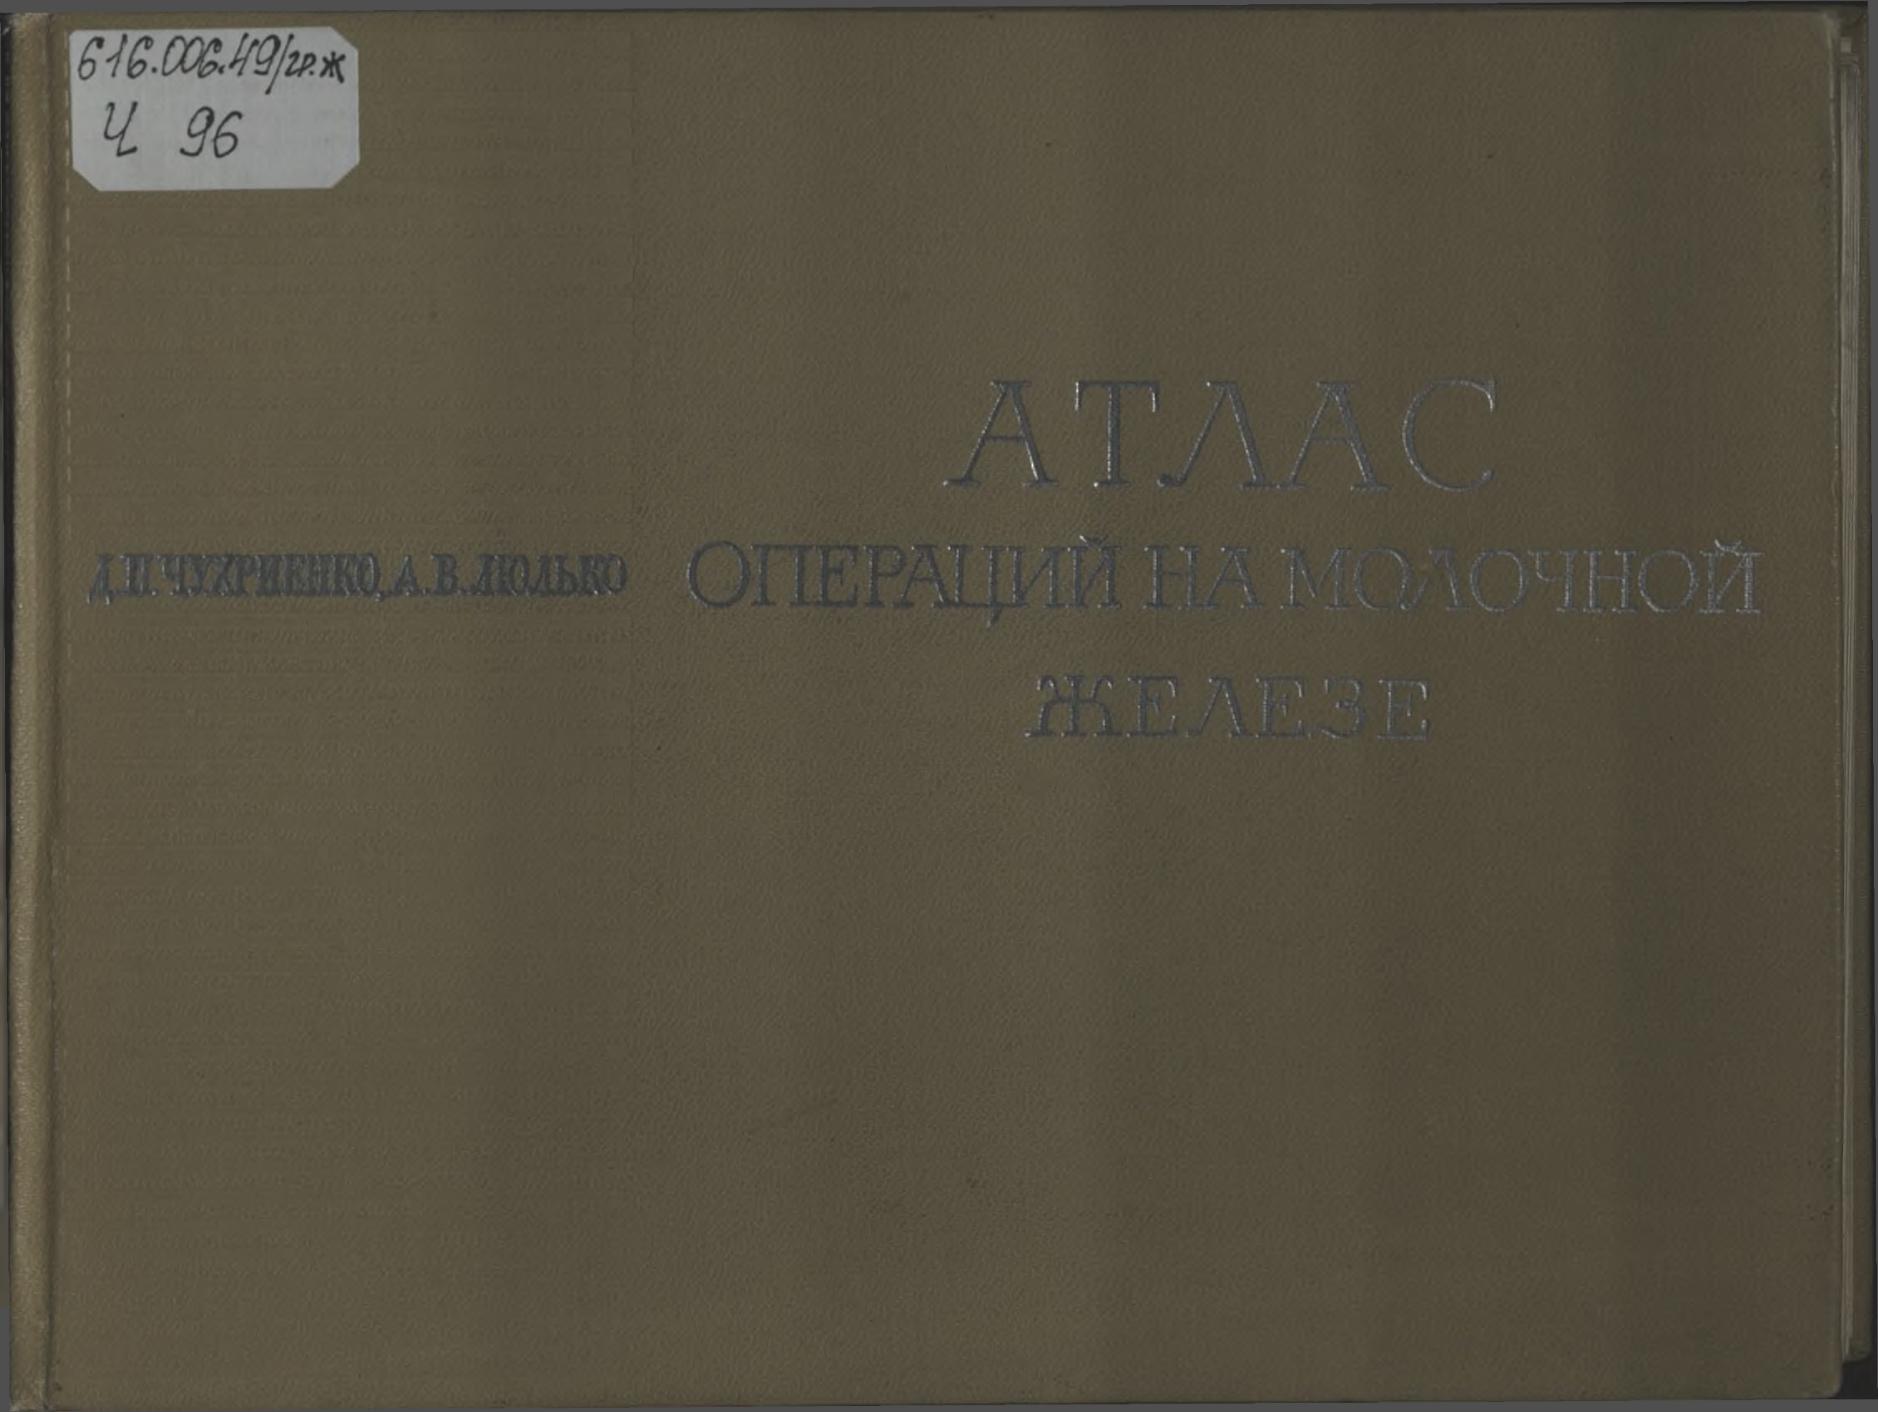 616.006.49/гр.ж
Ч 96
Д.П.ЧУХРИЕНКО, А.В.ЛЮЛЬКО
АТЛАС
ОПЕРАЦИЙ НА МОЛОЧНОЙ
ЖЕЛЕЗЕ